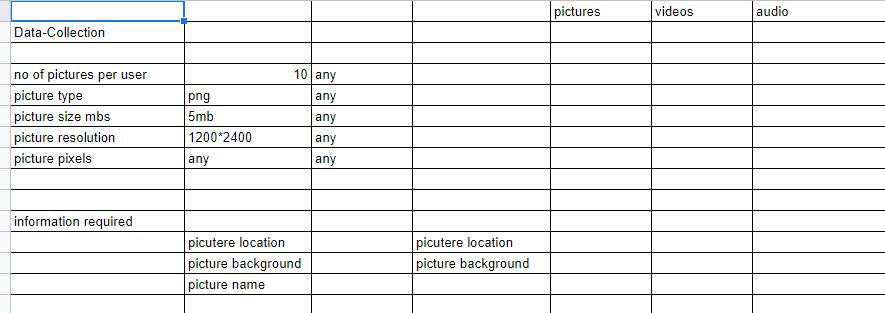 pictures videos audio
Data-Collection
no of pictures per user 10 any
picture type png any
picture size mbs 5mb any
picture resolution 1200*2400 any
picture pixels any any
information required
picutere location picutere location
picture background picture background
picture name